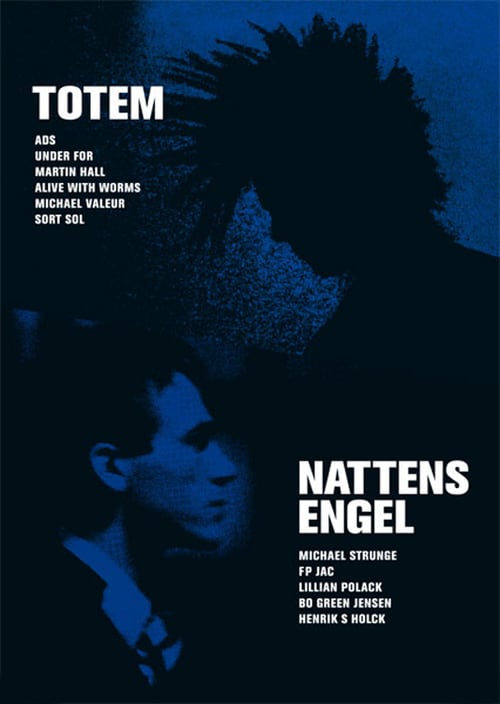 TOTEM
ADS
UNDER FOR
MARTIN HALL
ALIVE WITH WORMS
MICHAEL VALEUR
SORT SOL
NATTENS
ENGEL
MICHAEL STRUNGE
FP JAC
LILLIAN POLACK
BO GREEN JENSEN
HENRIK S HOLCK